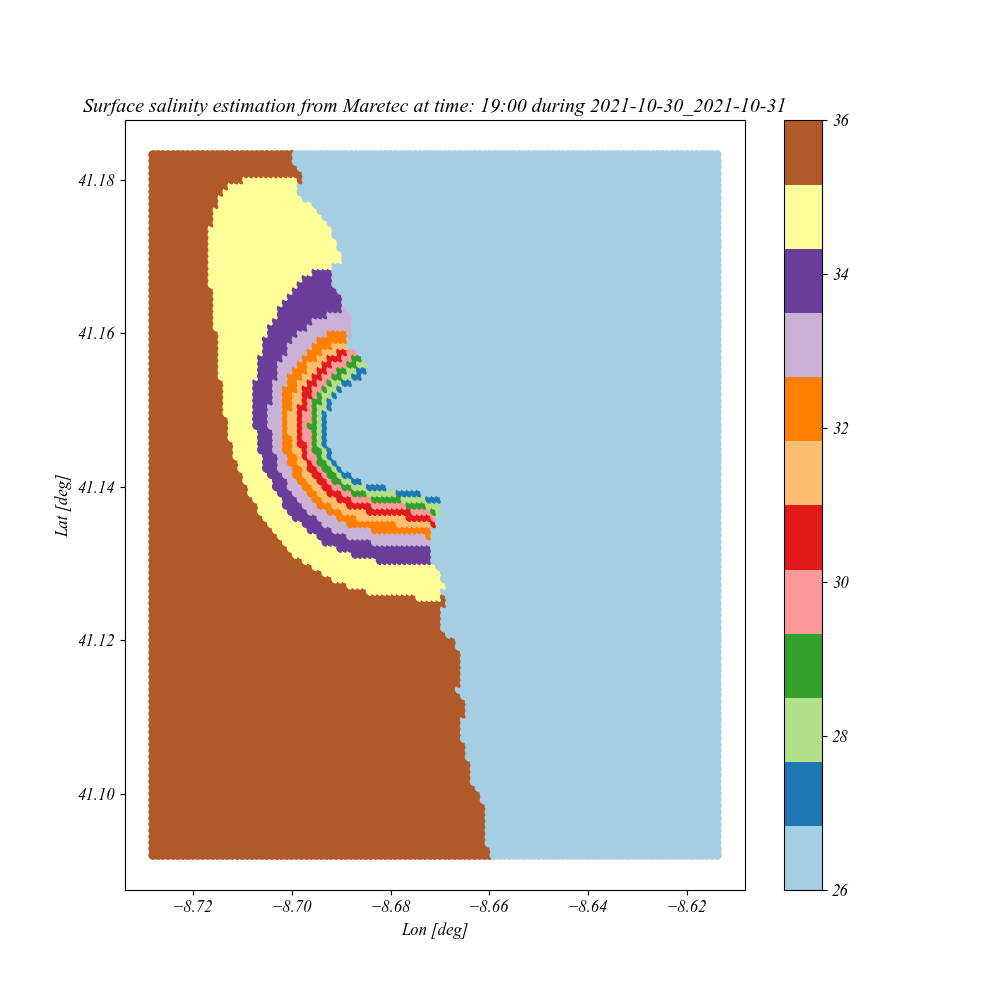 Surface salinity estimation from Maretec at time: 19:00 during 2021-10-30_2021-10-31
36
41.18
34
41.16
32
41.14
Lat [deg]
30
41.12
28
41.10
26
−8.72 −8.70 −8.68 −8.66 −8.64 −8.62
Lon [deg]